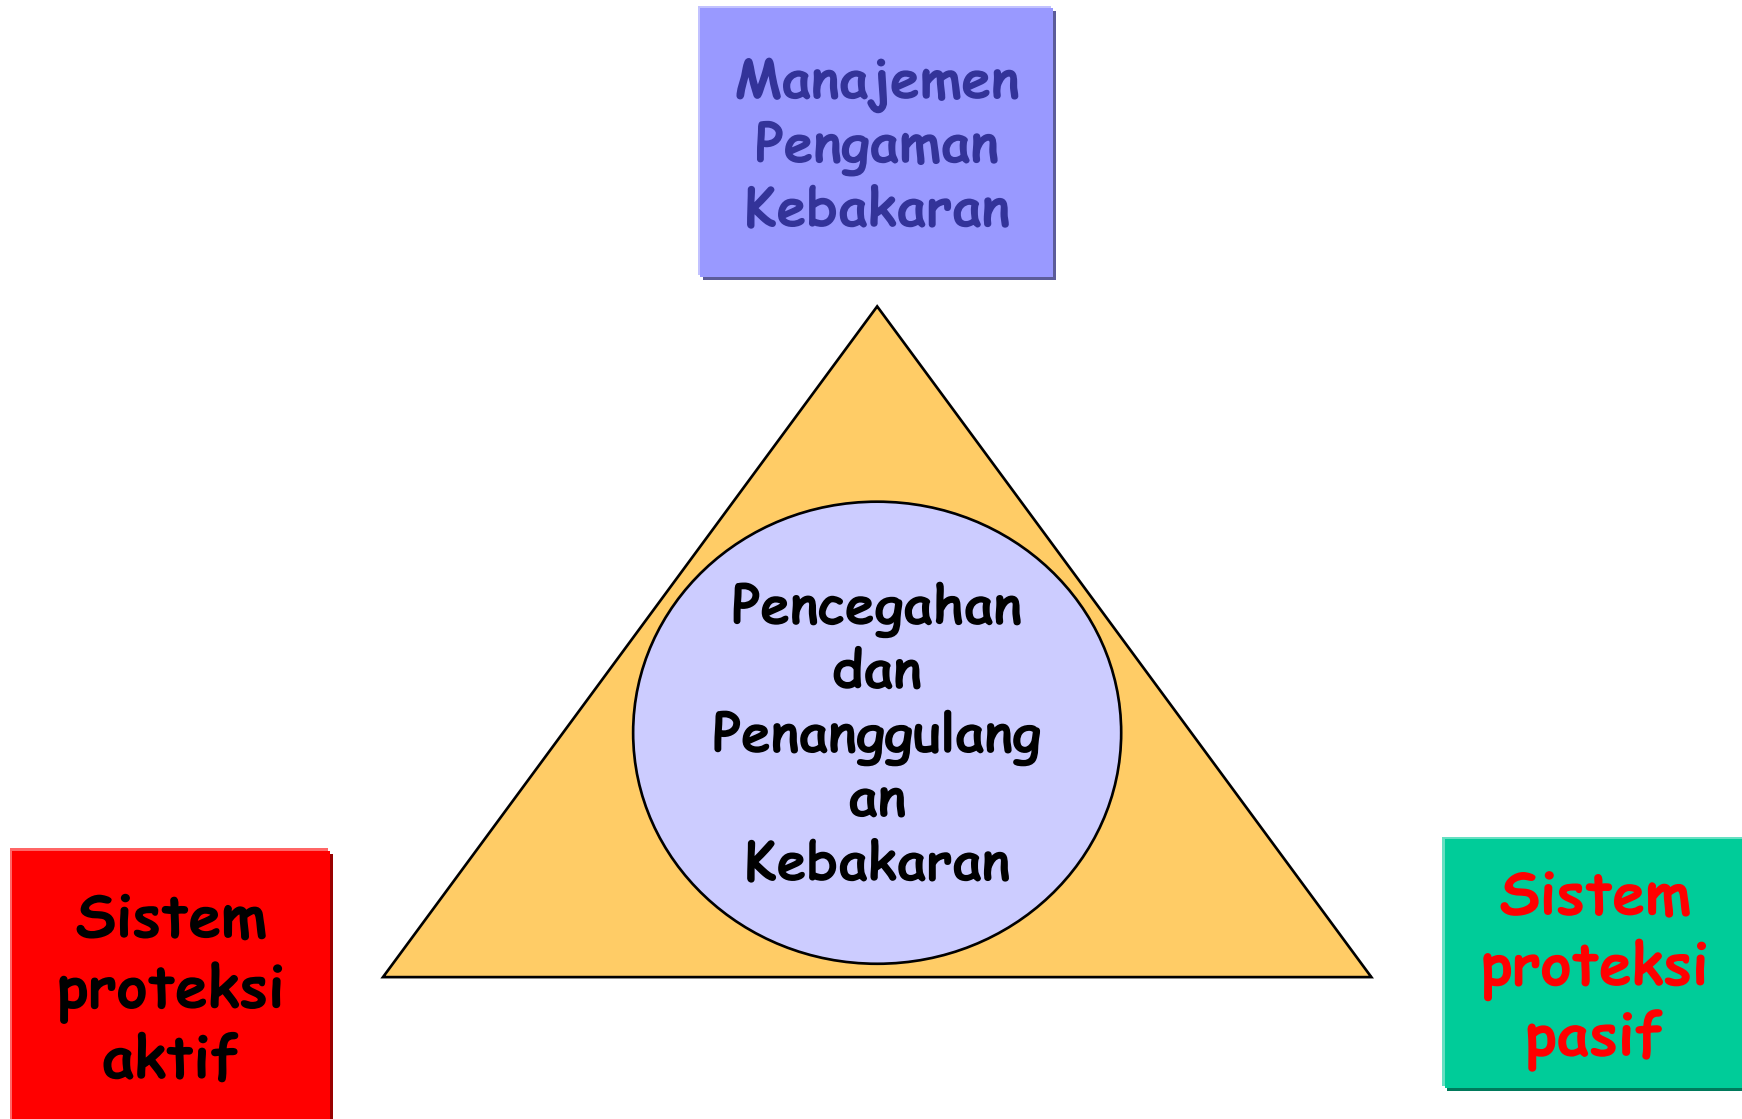 Manajemen
Pengaman
Kebakaran
Pencegahan
dan
Penanggulang
an
Kebakaran
Sistem
proteksi
aktif
Sistem
proteksi
pasif